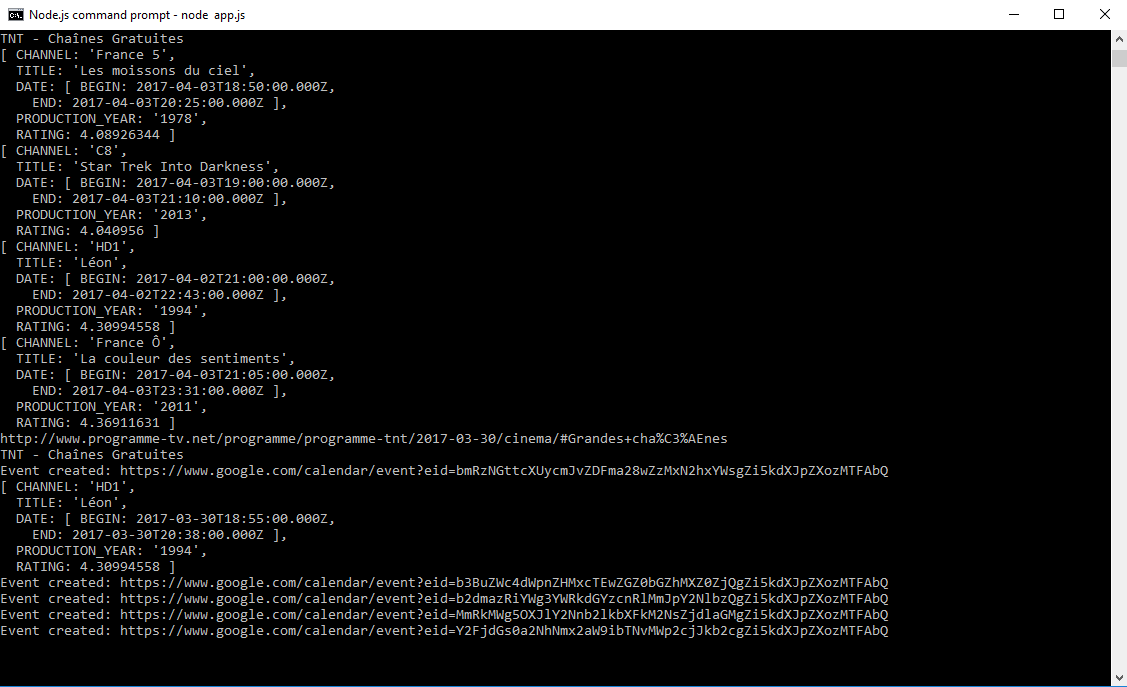 Node.js command prompt - node app.js
TNT - Chaînes Gratuites
[ CHANNEL: 'France 5',
TITLE: 'Les moissons du ciel',
DATE: [ BEGIN: 2017-04-03T18:50:00.000Z,
END: 2017-04-03T20:25:00.000Z ],
PRODUCTION_YEAR: '1978',
RATING: 4.08926344 ]
[ CHANNEL: 'C8',
TITLE: 'Star Trek Into Darkness',
DATE: [ BEGIN: 2017-04-03T19:00:00.000Z,
END: 2017-04-03T21:10:00.000Z ],
PRODUCTION_YEAR: '2013',
RATING: 4.040956 ]
[ CHANNEL: 'HD1',
TITLE: 'Léon',
DATE: [ BEGIN: 2017-04-02T21:00:00.000Z,
END: 2017-04-02T22:43:00.000Z ],
PRODUCTION_YEAR: '1994',
RATING: 4.30994558 ]
[ CHANNEL: 'France Ô',
TITLE: 'La couleur des sentiments',
DATE: [ BEGIN: 2017-04-03T21:05:00.000Z,
END: 2017-04-03T23:31:00.000Z ],
PRODUCTION_YEAR: '2011',
RATING: 4.36911631 ]
http://www.programme-tv.net/programme/programme-tnt/2017-03-30/cinema/#Grandes+cha%C3%AEnes
TNT - Chaînes Gratuites
Event created: https://www.google.com/calendar/event?eid=bmRzNGttcXUycmJvZDFma28wZzMxN2hxYWsgZi5kdXJpZXozMTFAbQ
[ CHANNEL: 'HD1',
TITLE: 'Léon',
DATE: [ BEGIN: 2017-03-30T18:55:00.000Z,
END: 2017-03-30T20:38:00.000Z ],
PRODUCTION_YEAR: '1994',
RATING: 4.30994558 ]
Event created: https://www.google.com/calendar/event?eid=b3BuZWc4dWpnZHMxcTEwZGZ0bGZhMXZ0ZjQgZi5kdXJpZXozMTFAbQ
Event created: https://www.google.com/calendar/event?eid=b2dmazRiYWg3YWRkdGYzcnRlMmJpY2NlbzQgZi5kdXJpZXozMTFAbQ
Event created: https://www.google.com/calendar/event?eid=MmRkMWg5OXJlY2Nnb2lkbXFkM2NsZjdlaGMgZi5kdXJpZXozMTFAbQ
Event created: https://www.google.com/calendar/event?eid=Y2FjdGs0a2NhNmx2aW9ibTNvMWp2cjJkb2cgZi5kdXJpZXozMTFAbQ